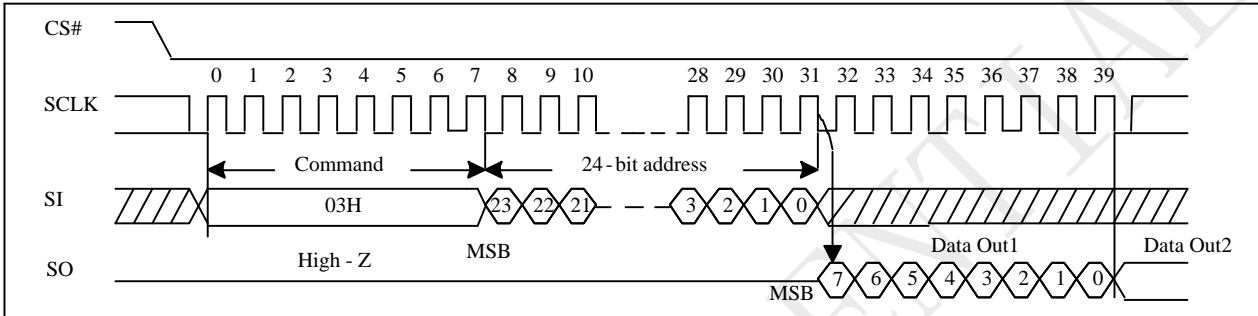 CS#
0 1 2 3 4 5 6 7 8 9 10 28 29 30 31 32 33 34 35 36 37 38 39
SCLK
Command 24-bit address
SI 03H 23 22 21 3 2 1 0
High - Z MSB Data Out1 Data Out2
SO 7 6 5 4 3 2 1 0
MSB
ENTIAL